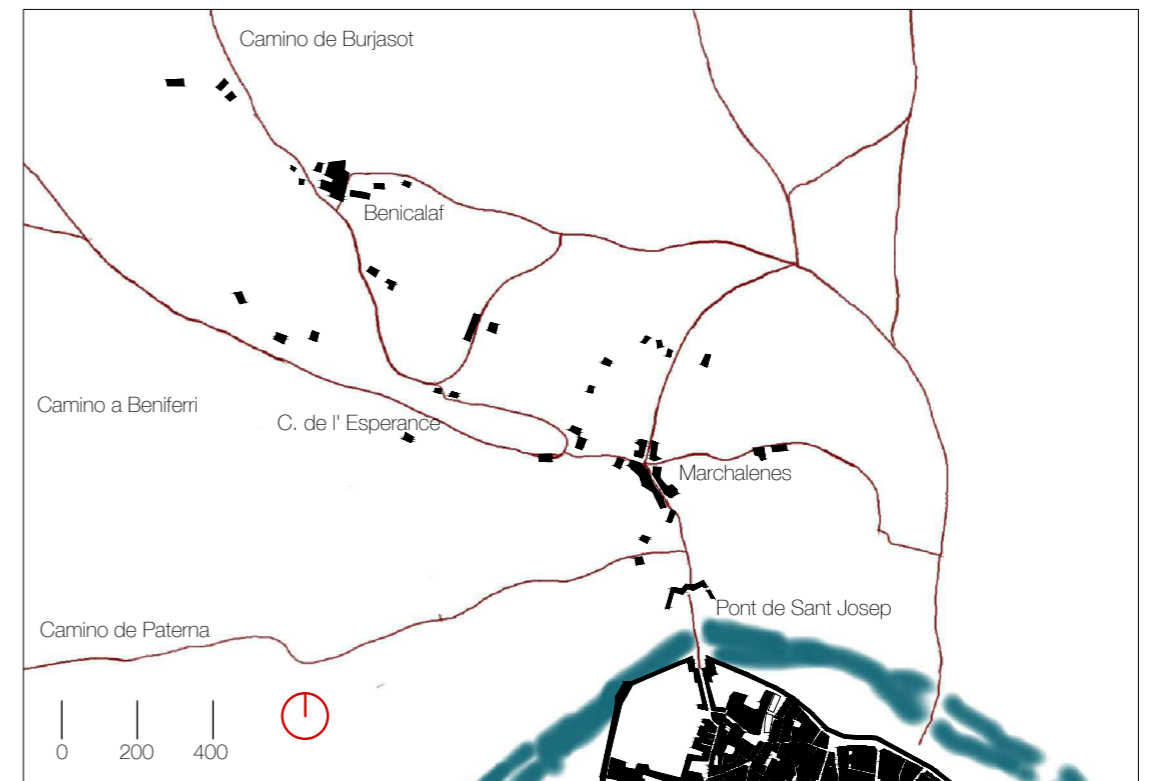 Camino de Burjasot
Benicalaf
Camino a Beniferri
C. de l' Esperance
Marchalenes
Pont de Sant Josep
Camino de Paterna
0 200 400